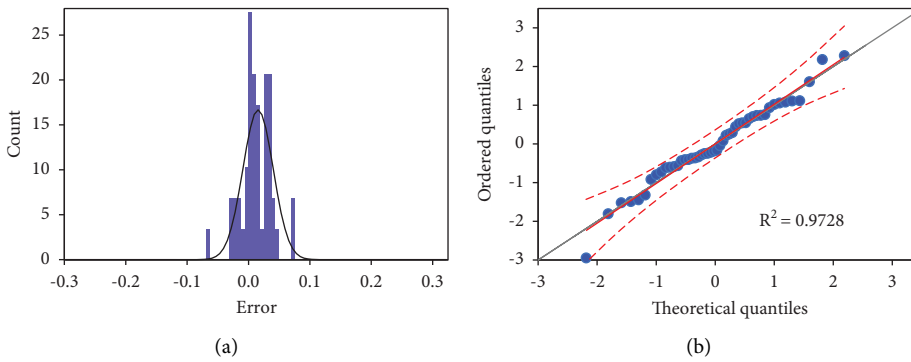 25
20
15
10
5
0
Count
-0.3 -0.2 -0.1 0.0 0.1 0.2 0.3
Error
(a)
3
2
1
0
-1
-2
-3
Ordered quantiles
R² = 0.9728
-3 -2 -1 0 1 2 3
Theoretical quantiles
(b)